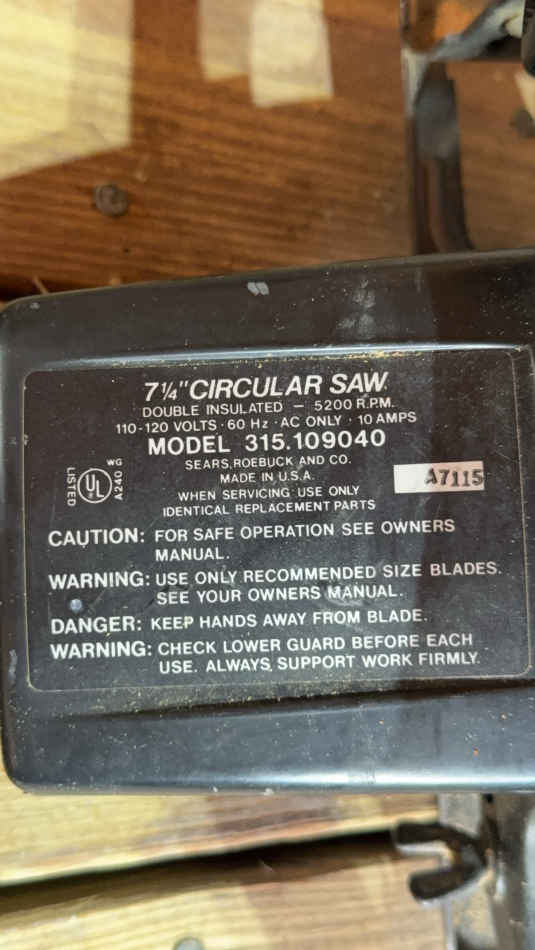 7¼" CIRCULAR SAW
DOUBLE INSULATED — 5200 R.P.M.
110-120 VOLTS · 60 Hz · AC ONLY · 10 AMPS
MODEL 315.109040
SEARS, ROEBUCK AND CO.
MADE IN U.S.A.
WHEN SERVICING USE ONLY
IDENTICAL REPLACEMENT PARTS
LISTED
UL
WG
A240
A7115
CAUTION: FOR SAFE OPERATION SEE OWNERS
MANUAL.
WARNING: USE ONLY RECOMMENDED SIZE BLADES.
SEE YOUR OWNERS MANUAL.
DANGER: KEEP HANDS AWAY FROM BLADE.
WARNING: CHECK LOWER GUARD BEFORE EACH
USE. ALWAYS SUPPORT WORK FIRMLY.